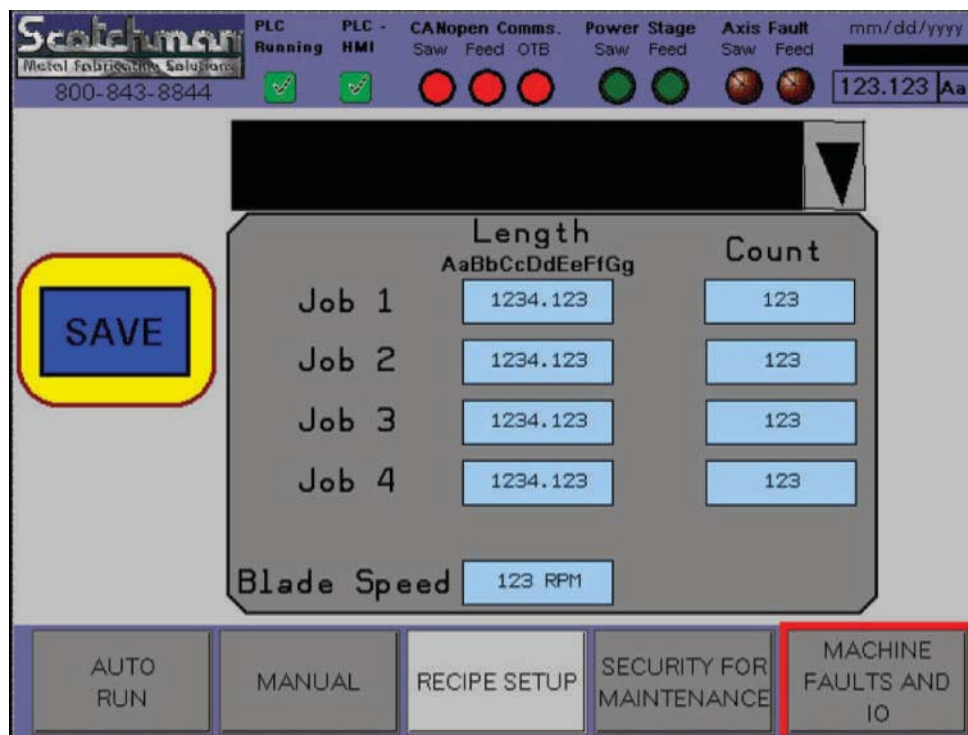 Scotchman
Metal Fabrication Solutions
800-843-8844
PLC Running
PLC - HMI
CANopen Comms.
Saw Feed OTB
Power Stage
Saw Feed
Axis Fault
Saw Feed
mm/dd/yyyy
123.123 Aa
Length
AaBbCcDdEeFfGg
Count
Job 1 1234.123 123
Job 2 1234.123 123
Job 3 1234.123 123
Job 4 1234.123 123
Blade Speed 123 RPM
SAVE
AUTO
RUN
MANUAL
RECIPE SETUP
SECURITY FOR
MAINTENANCE
MACHINE
FAULTS AND
IO